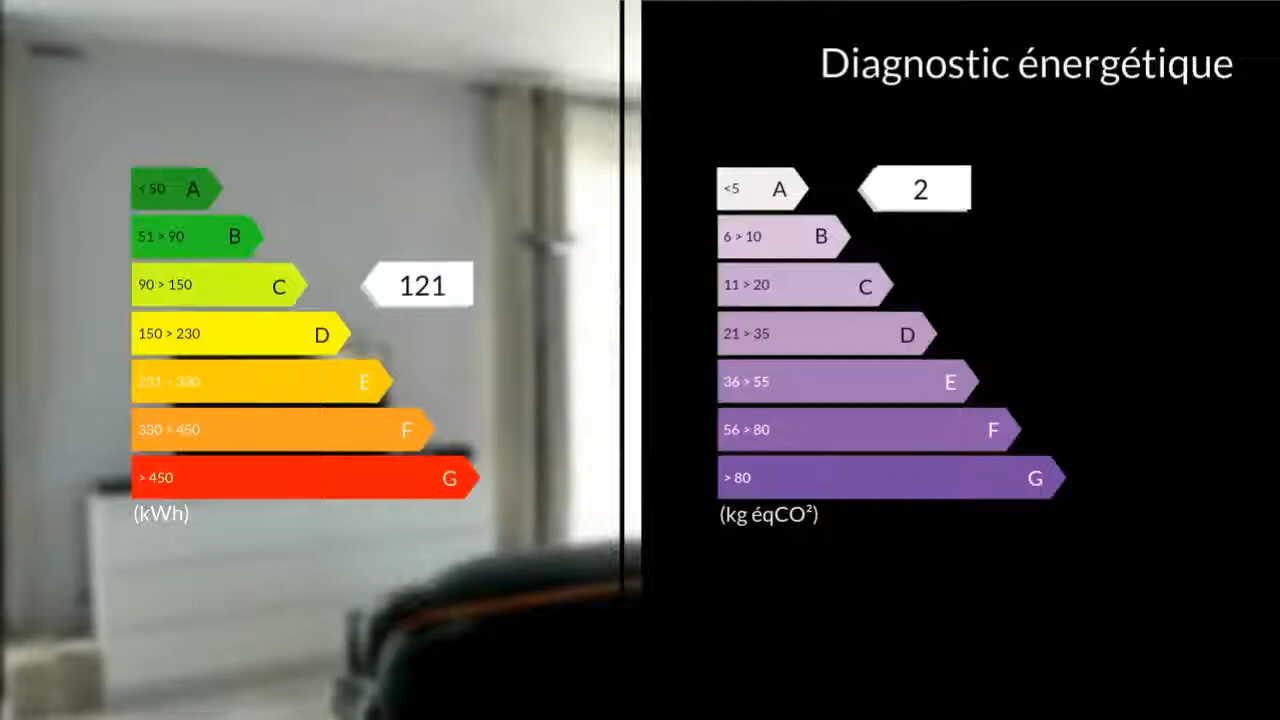 Diagnostic énergétique
< 50 A
51 > 90 B
90 > 150 C
121
150 > 230 D
231 > 330 E
330 > 450 F
> 450 G
(kWh)
<5 A
2
6 > 10 B
11 > 20 C
21 > 35 D
36 > 55 E
56 > 80 F
> 80 G
(kg éqCO²)